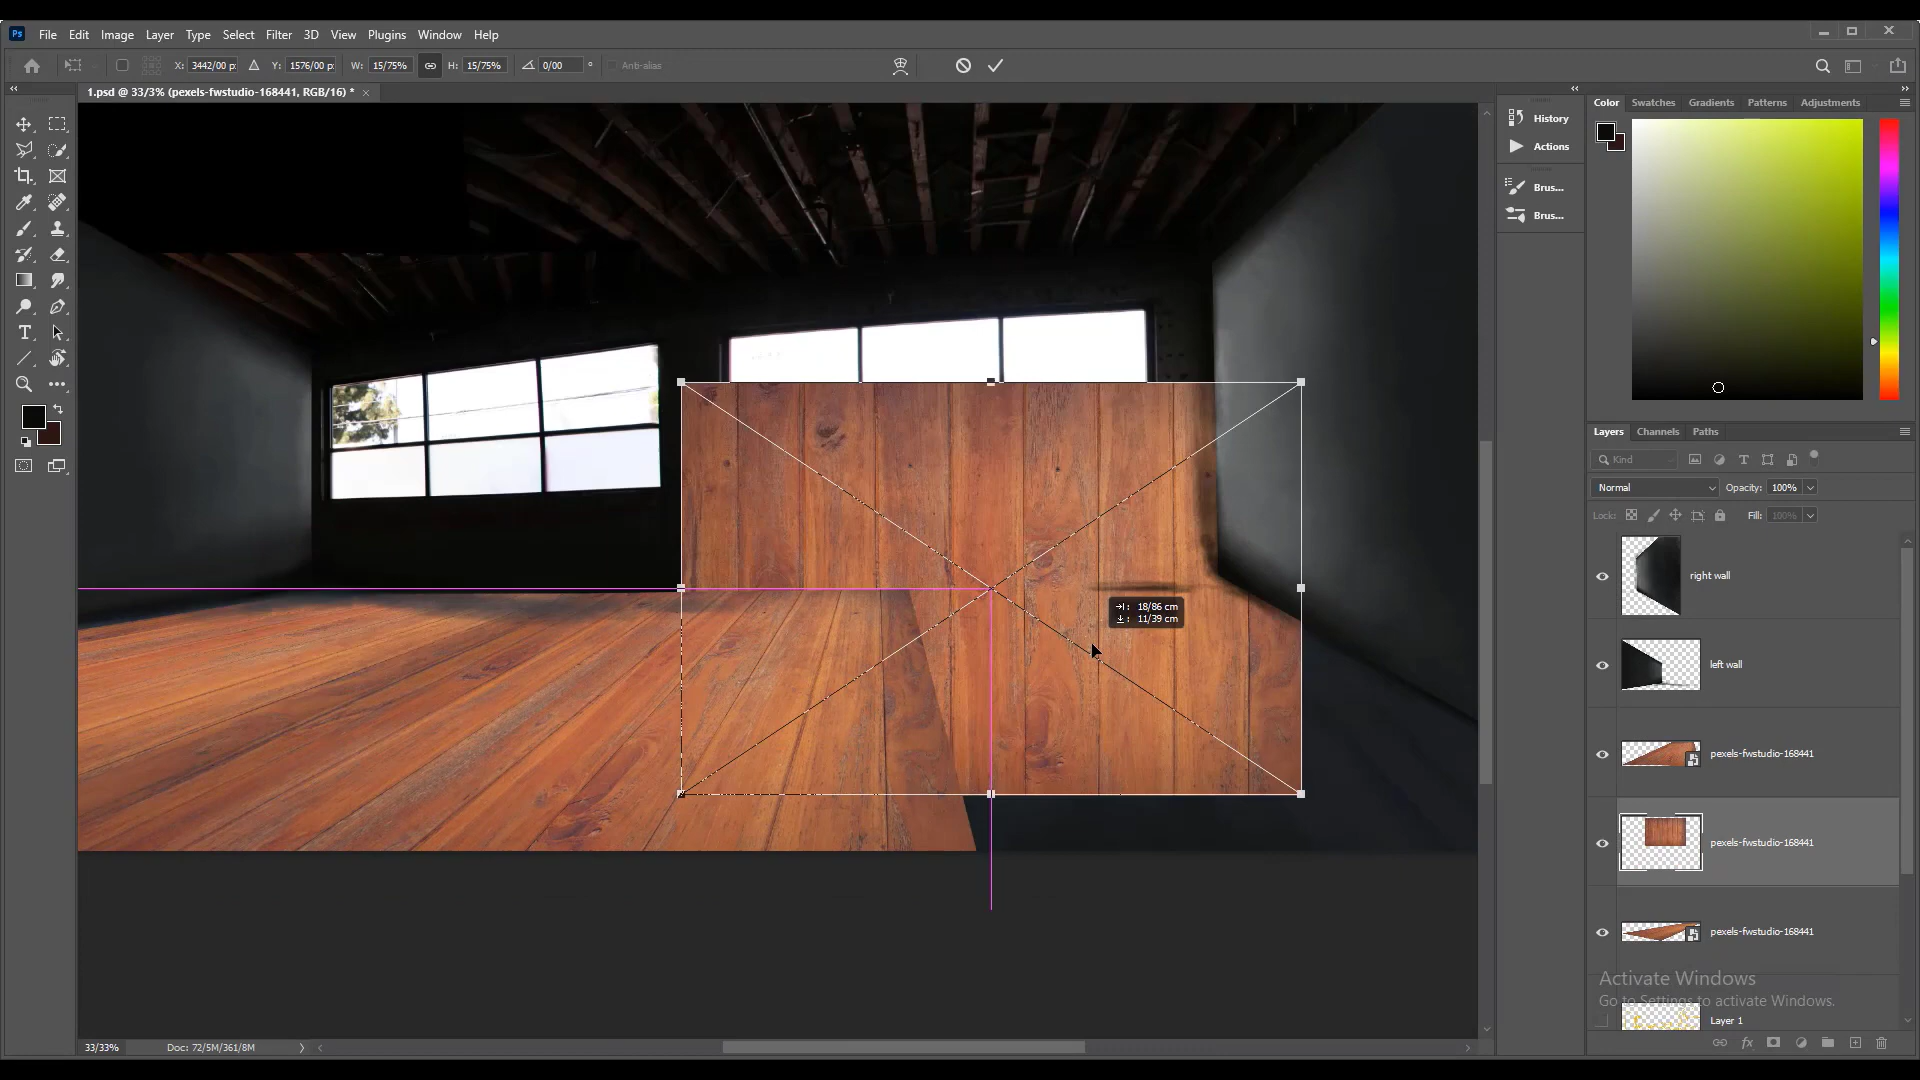 Ps File Edit Image Layer Type Select Filter 3D View Plugins Window Help
X: 3442/00 p Y: 1576/00 p W: 15/75% H: 15/75% 0/00 ° Anti-alias
1.psd @ 33/3% (pexels-fwstudio-168441, RGB/16) * ×
History
Actions
Brus...
Brus...
Color Swatches Gradients Patterns Adjustments
18/86 cm
11/39 cm
Layers Channels Paths
Kind
Normal Opacity: 100%
Lock: Fill: 100%
right wall
left wall
pexels-fwstudio-168441
pexels-fwstudio-168441
pexels-fwstudio-168441
Activate Windows
Go to Settings to activate Windows.
Layer 1
33/33% Doc: 72/5M/361/8M